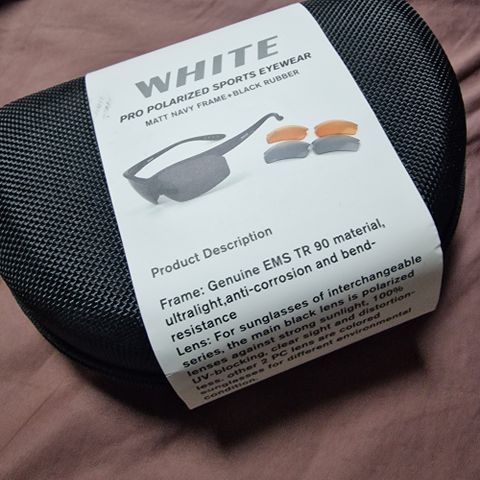 WHITE
PRO POLARIZED SPORTS EYEWEAR
MATT NAVY FRAME+BLACK RUBBER
Product Description
Frame: Genuine EMS TR 90 material,
ultralight,anti-corrosion and bend-
resistance
Lens: For sunglasses of interchangeable
series, the main black lens is polarized
lenses against strong sunlight, 100%
UV-blocking, clear sight and distortion-
less. other 2 PC lens are colored
sunglasses for different environmental
condition.